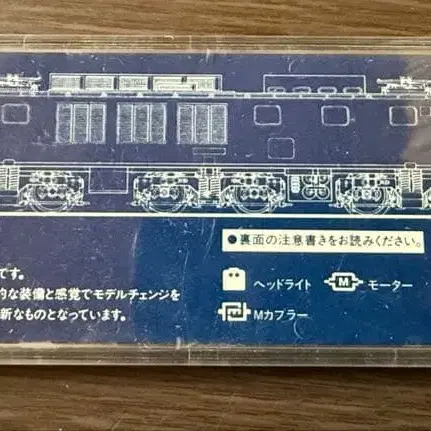 ●裏面の注意書きをお読みください。
です。
的な装備と感覚でモデルチェンジを
新なものとなっています。
ヘッドライト
M モーター
Mカプラー